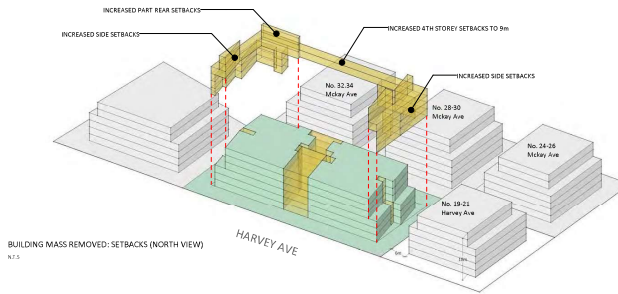 INCREASED PART REAR SETBACKS
INCREASED SIDE SETBACKS
INCREASED 4TH STOREY SETBACKS TO 9m
INCREASED SIDE SETBACKS
No. 32.34
Mckay Ave
No. 28-30
Mckay Ave
No. 24-26
Mckay Ave
No. 19-21
Harvey Ave
BUILDING MASS REMOVED: SETBACKS (NORTH VIEW)
N.T.S
HARVEY AVE